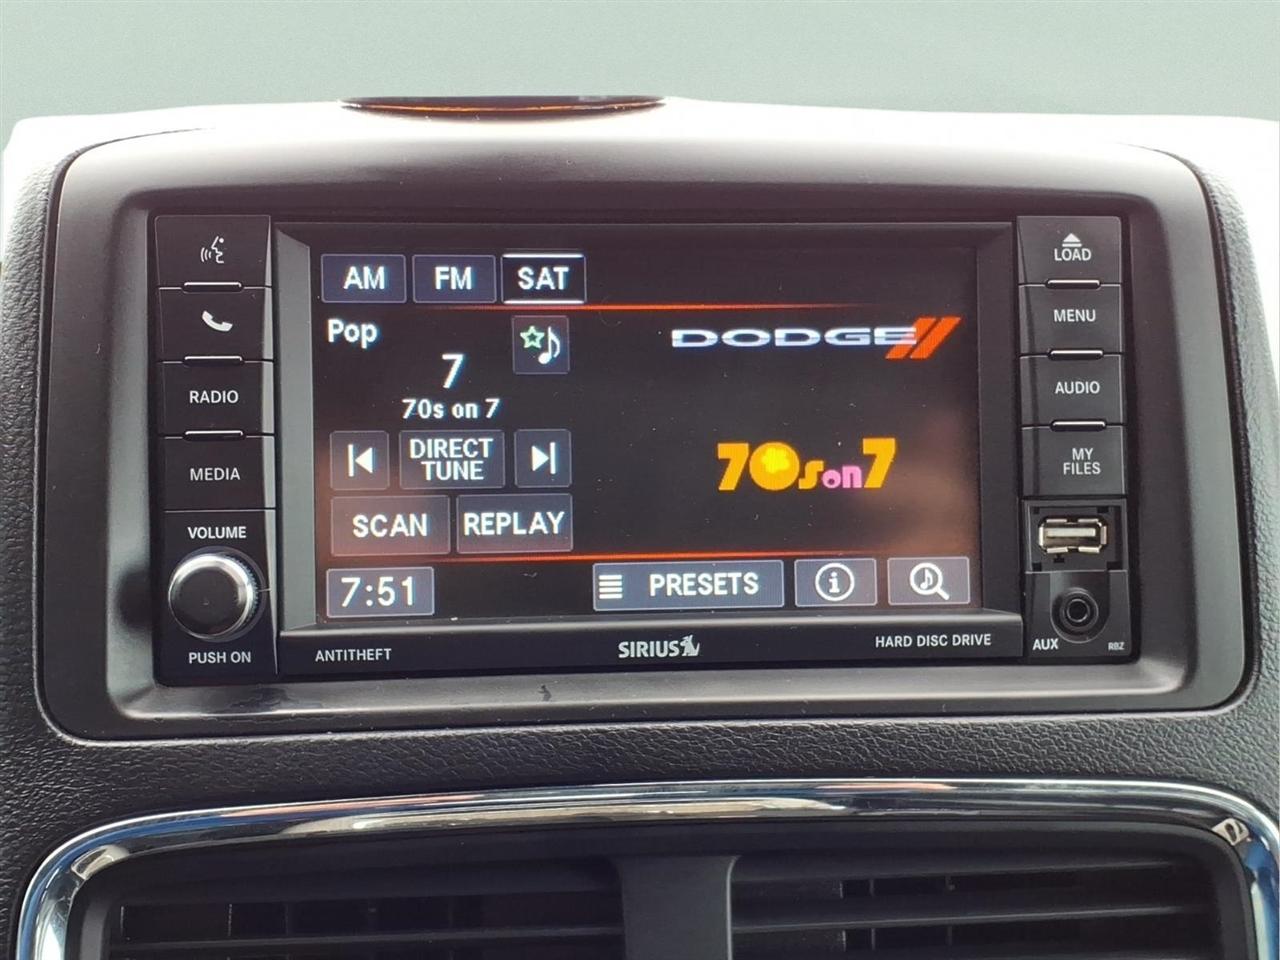 AM FM SAT
Pop
DODGE
7
70s on 7
DIRECT
TUNE
70s on 7
SCAN REPLAY
7:51 PRESETS
RADIO
MEDIA
VOLUME
PUSH ON
LOAD
MENU
AUDIO
MY
FILES
AUX RBZ
ANTITHEFT SIRIUS HARD DISC DRIVE